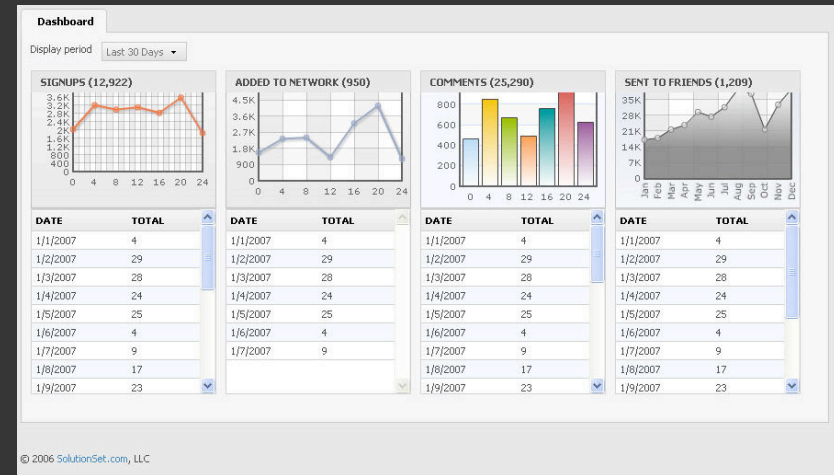 Dashboard
Display period Last 30 Days
SIGNUPS (12,922)
3.6K
3.2K
2.8K
2.4K
2K
1.6K
1.2K
800
400
0
0 4 8 12 16 20 24
DATE TOTAL
1/1/2007 4
1/2/2007 29
1/3/2007 28
1/4/2007 24
1/5/2007 25
1/6/2007 4
1/7/2007 9
1/8/2007 17
1/9/2007 23
ADDED TO NETWORK (950)
4.5K
3.6K
2.7K
1.8K
900
0
0 4 8 12 16 20 24
DATE TOTAL
1/1/2007 4
1/2/2007 29
1/3/2007 28
1/4/2007 24
1/5/2007 25
1/6/2007 4
1/7/2007 9
COMMENTS (25,290)
800
600
400
200
0
0 4 8 12 16 20 24
DATE TOTAL
1/1/2007 4
1/2/2007 29
1/3/2007 28
1/4/2007 24
1/5/2007 25
1/6/2007 4
1/7/2007 9
1/8/2007 17
1/9/2007 23
SENT TO FRIENDS (1,209)
35K
28K
21K
14K
7K
0
Jan Feb Mar Apr May Jun Jul Aug Sep Oct Nov Dec
DATE TOTAL
1/1/2007 4
1/2/2007 29
1/3/2007 28
1/4/2007 24
1/5/2007 25
1/6/2007 4
1/7/2007 9
1/8/2007 17
1/9/2007 23
© 2006 SolutionSet.com, LLC